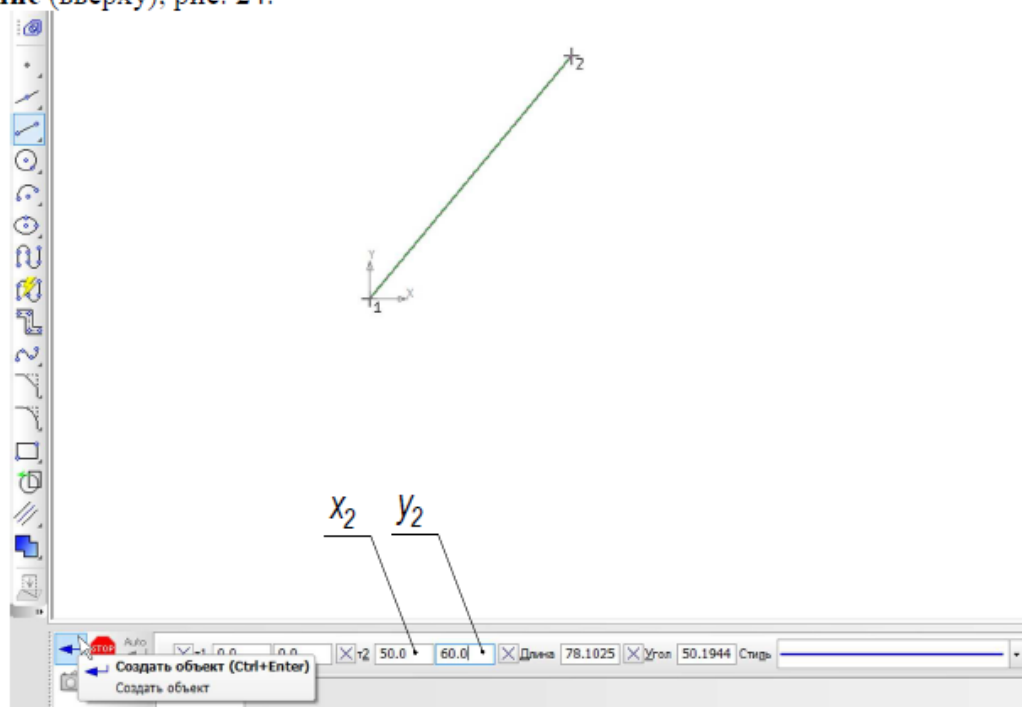 (вверху), рис. 24.
2
Y
X
1
x2 y2
STOP Auto
т1 0.0 0.0 т2 50.0 60.0 Длина 78.1025 Угол 50.1944 Стиль
Создать объект (Ctrl+Enter)
Создать объект